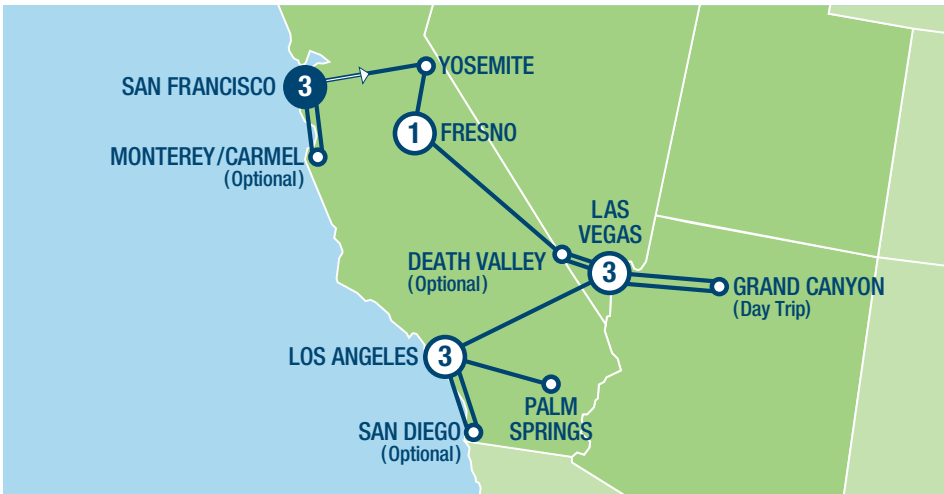 SAN FRANCISCO
3
YOSEMITE
1
FRESNO
MONTEREY/CARMEL
(Optional)
LAS
VEGAS
DEATH VALLEY
(Optional)
3
GRAND CANYON
(Day Trip)
LOS ANGELES
3
PALM
SPRINGS
SAN DIEGO
(Optional)